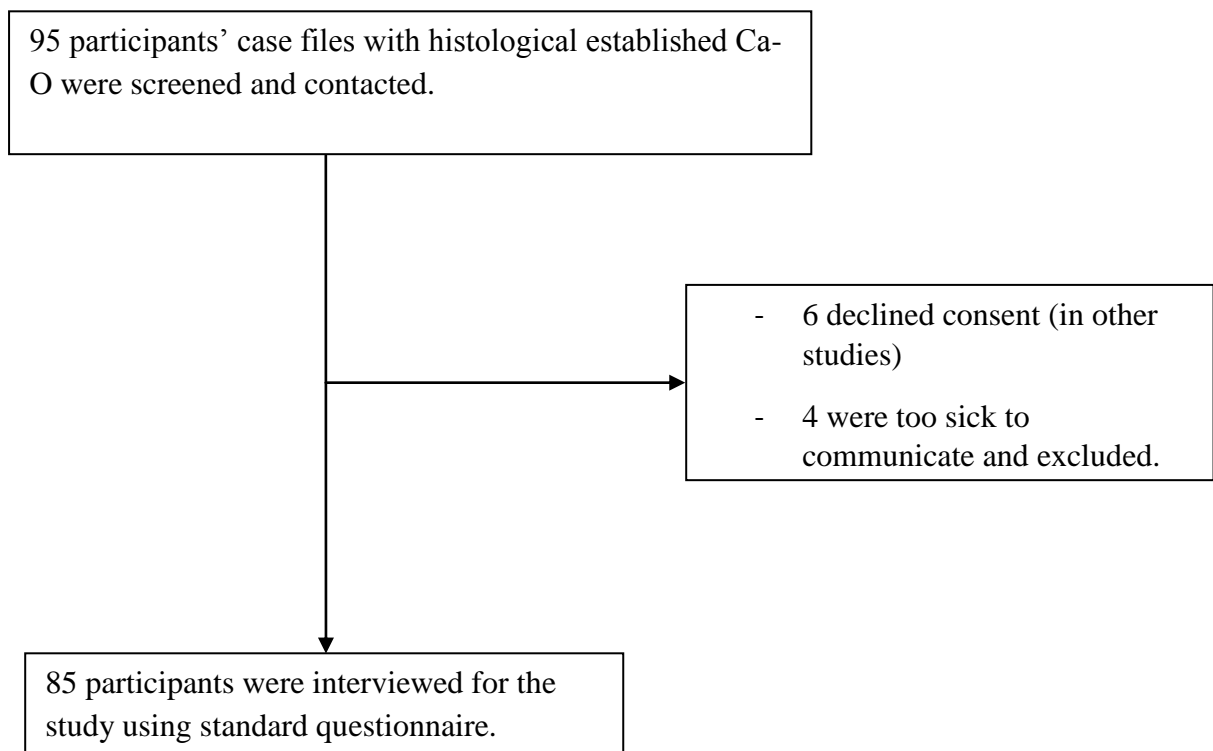 95 participants’ case files with histological established Ca-
O were screened and contacted.
- 6 declined consent (in other
studies)
- 4 were too sick to
communicate and excluded.
85 participants were interviewed for the
study using standard questionnaire.